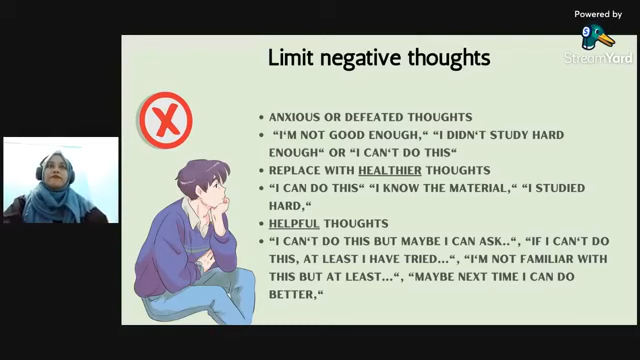 Powered by
StreamYard
Limit negative thoughts
X
• ANXIOUS OR DEFEATED THOUGHTS
• "I'M NOT GOOD ENOUGH," "I DIDN'T STUDY HARD
ENOUGH" OR "I CAN'T DO THIS"
• REPLACE WITH HEALTHIER THOUGHTS
• "I CAN DO THIS" "I KNOW THE MATERIAL," "I STUDIED
HARD,"
• HELPFUL THOUGHTS
• "I CAN'T DO THIS BUT MAYBE I CAN ASK..", "IF I CAN'T DO
THIS, AT LEAST I HAVE TRIED...", "I'M NOT FAMILIAR WITH
THIS BUT AT LEAST...", "MAYBE NEXT TIME I CAN DO
BETTER,"